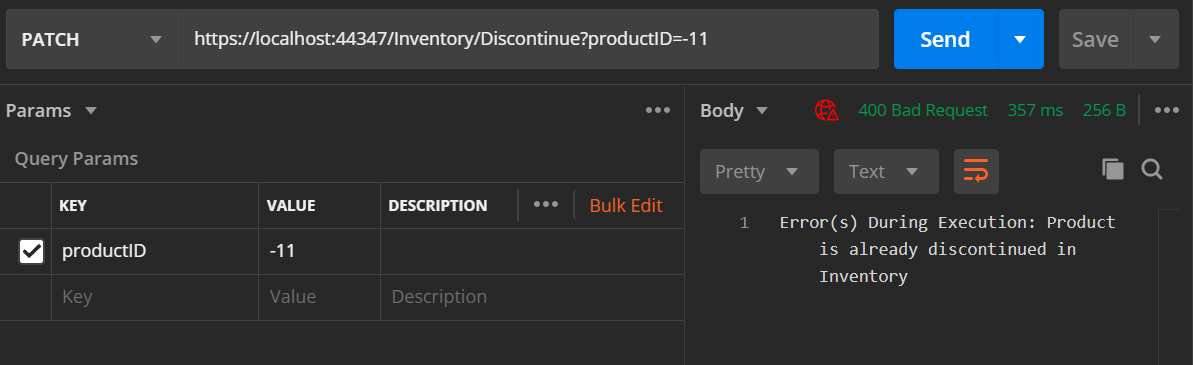 PATCH https://localhost:44347/Inventory/Discontinue?productID=-11 Send Save
Params ••• Body 400 Bad Request 357 ms 256 B •••
Query Params
Pretty Text
KEY VALUE DESCRIPTION ••• Bulk Edit
productID -11
Key Value Description
1 Error(s) During Execution: Product
is already discontinued in
Inventory